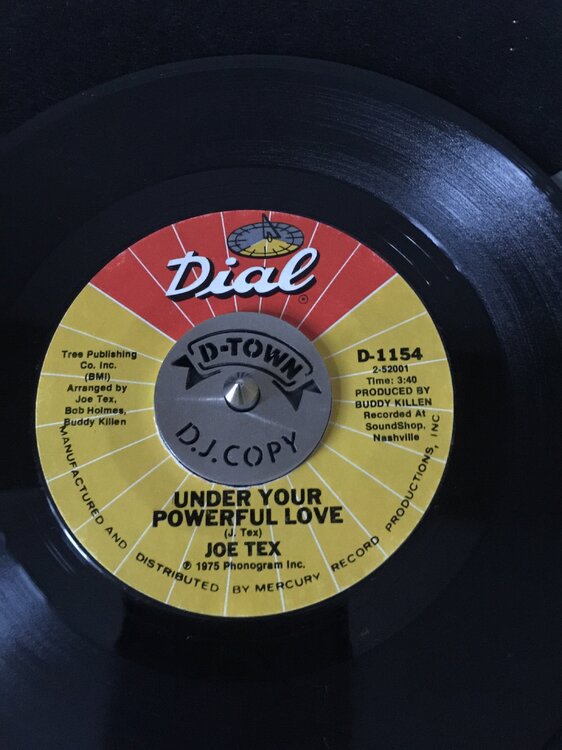 Dial
®
D-TOWN
D.J. COPY
Tree Publishing
Co. Inc.
(BMI)
Arranged by
Joe Tex,
Bob Holmes,
Buddy Killen
D-1154
2-52001
Time: 3:40
PRODUCED BY
BUDDY KILLEN
Recorded At
SoundShop,
Nashville
UNDER YOUR
POWERFUL LOVE
(J. Tex)
JOE TEX
℗ 1975 Phonogram Inc.
MANUFACTURED AND DISTRIBUTED BY MERCURY RECORD PRODUCTIONS, INC